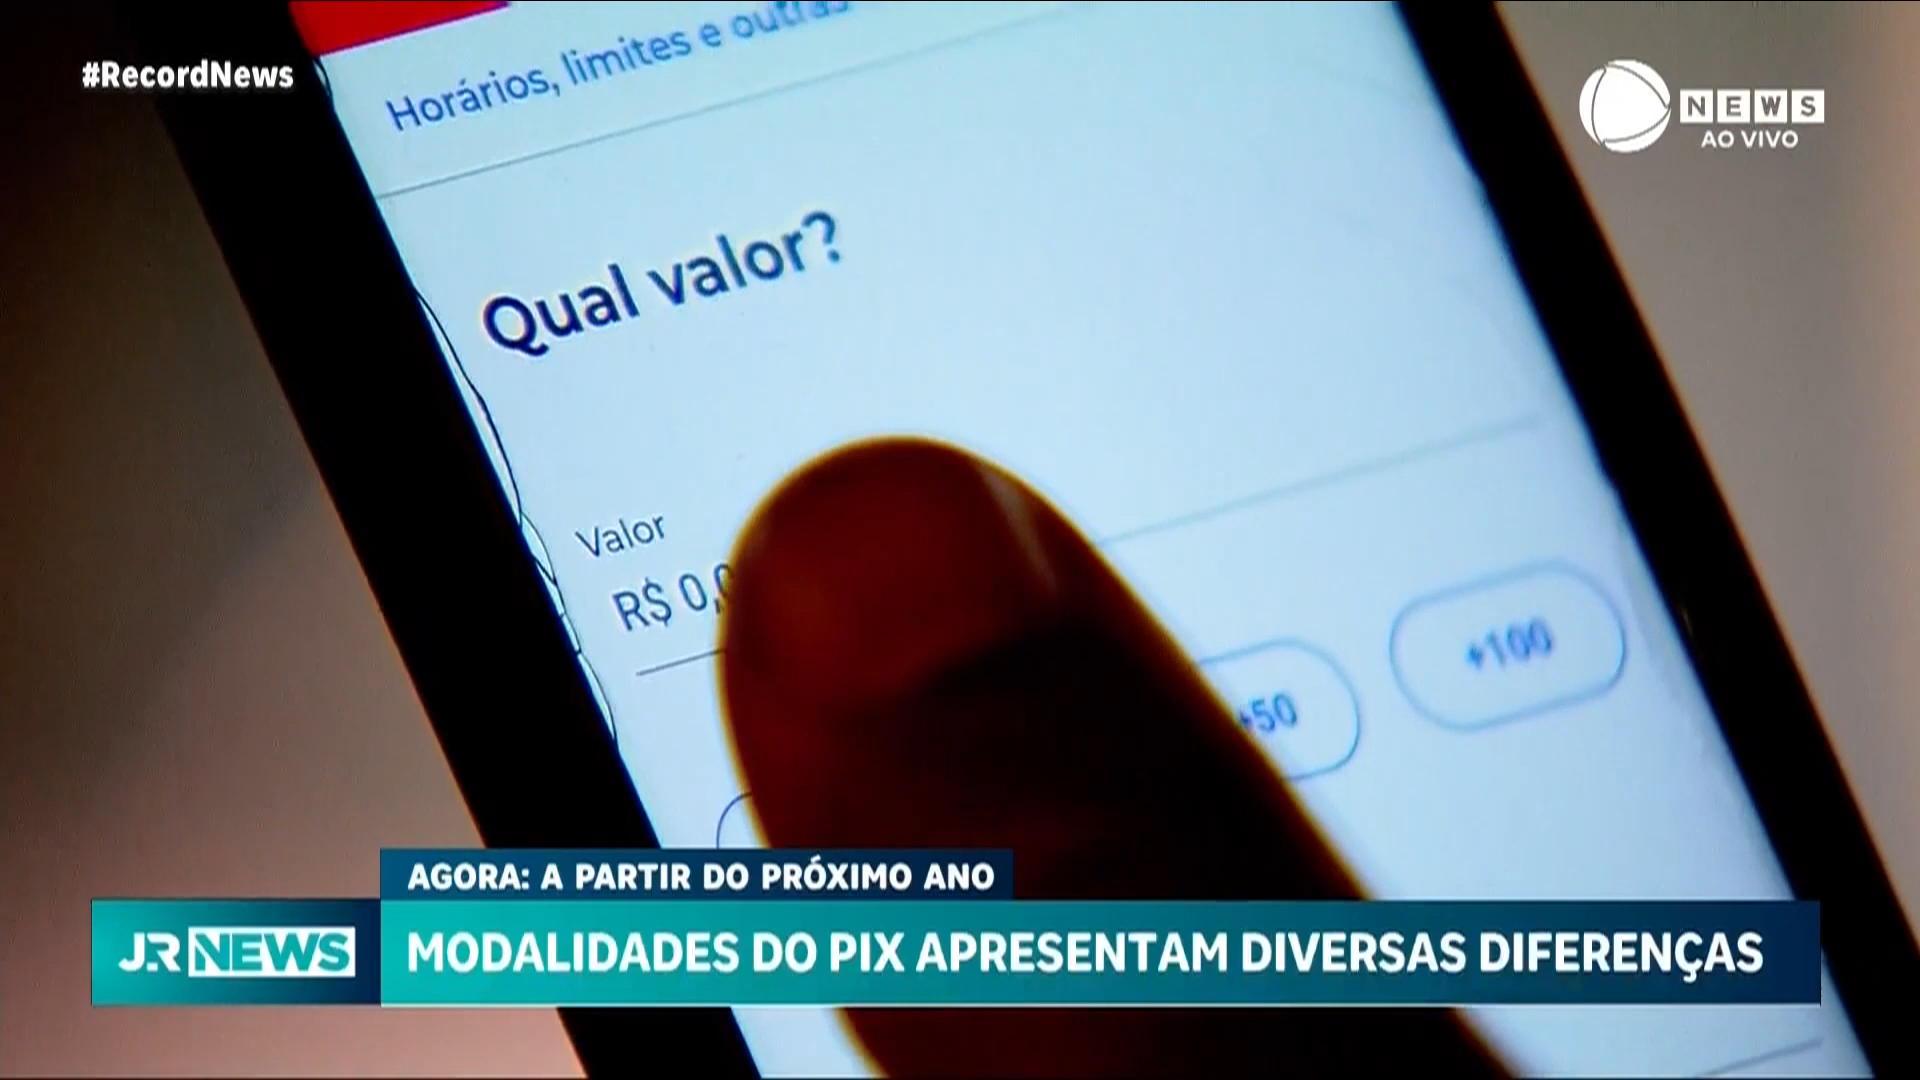 #RecordNews
NEWS
AO VIVO
Horários, limites e outras
Qual valor?
Valor
R$ 0,0
+50
+100
AGORA: A PARTIR DO PRÓXIMO ANO
JR NEWS
MODALIDADES DO PIX APRESENTAM DIVERSAS DIFERENÇAS